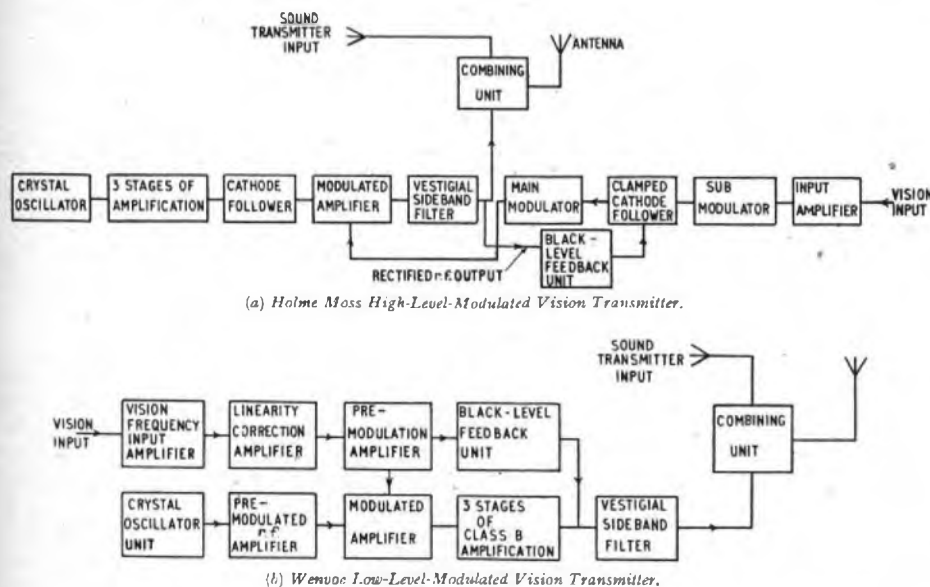 SOUND
TRANSMITTER
INPUT
ANTENNA
COMBINING
UNIT
CRYSTAL
OSCILLATOR
3 STAGES OF
AMPLIFICATION
CATHODE
FOLLOWER
MODULATED
AMPLIFIER
VESTIGIAL
SIDEBAND
FILTER
MAIN
MODULATOR
CLAMPED
CATHODE
FOLLOWER
SUB
MODULATOR
INPUT
AMPLIFIER
VISION
INPUT
BLACK-
LEVEL
FEEDBACK
UNIT
RECTIFIED r.f. OUTPUT
(a) Holme Moss High-Level-Modulated Vision Transmitter.
SOUND
TRANSMITTER
INPUT
COMBINING
UNIT
VISION
INPUT
VISION
FREQUENCY
INPUT
AMPLIFIER
LINEARITY
CORRECTION
AMPLIFIER
PRE-
MODULATION
AMPLIFIER
BLACK-LEVEL
FEEDBACK
UNIT
CRYSTAL
OSCILLATOR
UNIT
PRE-
MODULATED
r.f.
AMPLIFIER
MODULATED
AMPLIFIER
3 STAGES
OF
CLASS B
AMPLIFICATION
VESTIGIAL
SIDEBAND
FILTER
(b) Wenvoe Low-Level-Modulated Vision Transmitter.